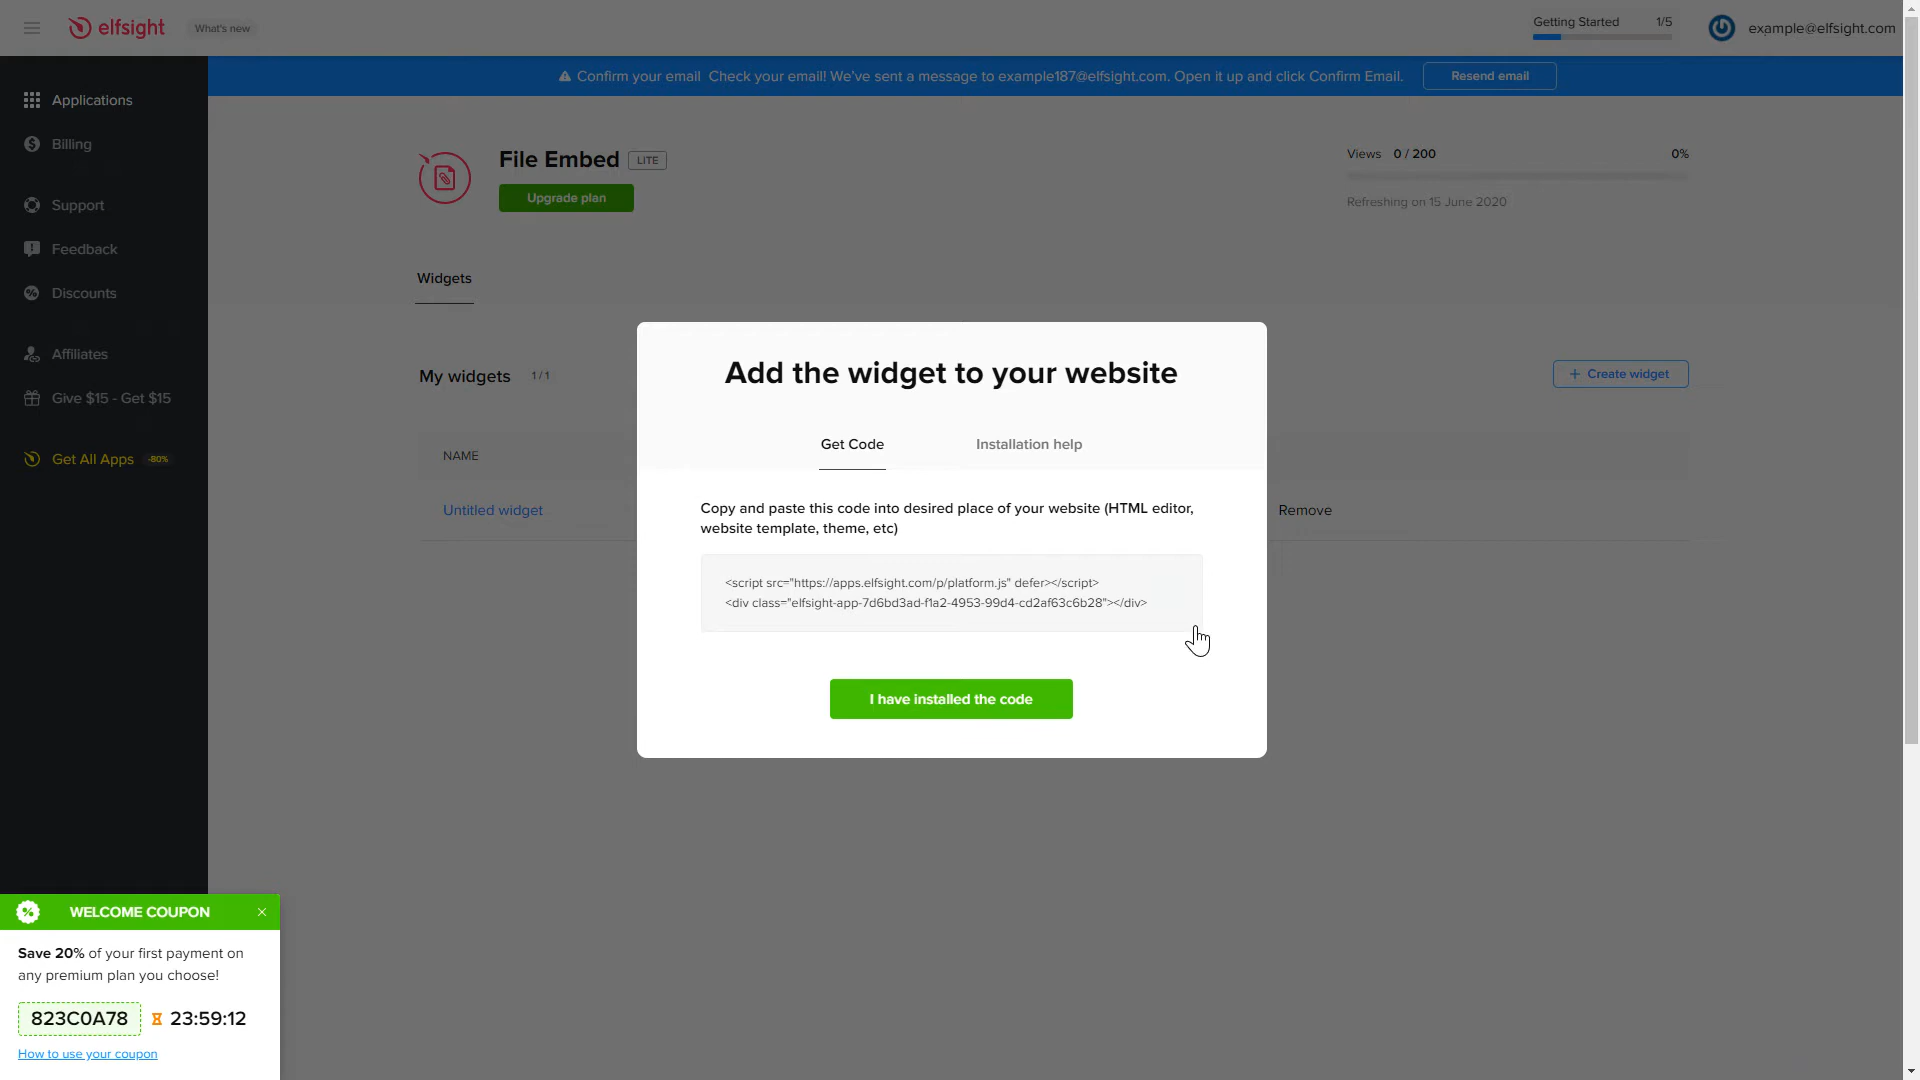 elfsight
What's new
Getting Started 1/5
example@elfsight.com
Confirm your email Check your email! We've sent a message to example187@elfsight.com. Open it up and click Confirm Email.
Resend email
Applications
Billing
Support
Feedback
Discounts
Affiliates
Give $15 - Get $15
Get All Apps -80%
File Embed LITE
Upgrade plan
Views 0 / 200 0%
Refreshing on 15 June 2020
Widgets
My widgets 1 / 1
+ Create widget
NAME
Untitled widget
Remove
Add the widget to your website
Get Code
Installation help
Copy and paste this code into desired place of your website (HTML editor,
website template, theme, etc)
<script src="https://apps.elfsight.com/p/platform.js" defer></script>
<div class="elfsight-app-7d6bd3ad-f1a2-4953-99d4-cd2af63c6b28"></div>
I have installed the code
WELCOME COUPON
Save 20% of your first payment on
any premium plan you choose!
823C0A78 23:59:12
How to use your coupon